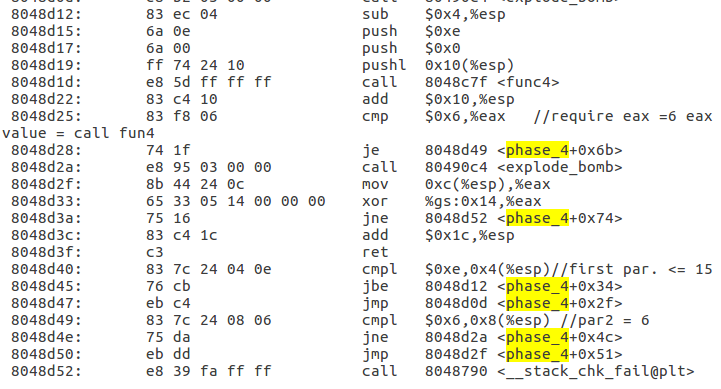 8048d0d: e8 b2 03 00 00 call 80490c4 <explode_bomb>
8048d12: 83 ec 04 sub $0x4,%esp
8048d15: 6a 0e push $0xe
8048d17: 6a 00 push $0x0
8048d19: ff 74 24 10 pushl 0x10(%esp)
8048d1d: e8 5d ff ff ff call 8048c7f <func4>
8048d22: 83 c4 10 add $0x10,%esp
8048d25: 83 f8 06 cmp $0x6,%eax //require eax =6 eax
value = call fun4
8048d28: 74 1f je 8048d49 <phase_4+0x6b>
8048d2a: e8 95 03 00 00 call 80490c4 <explode_bomb>
8048d2f: 8b 44 24 0c mov 0xc(%esp),%eax
8048d33: 65 33 05 14 00 00 00 xor %gs:0x14,%eax
8048d3a: 75 16 jne 8048d52 <phase_4+0x74>
8048d3c: 83 c4 1c add $0x1c,%esp
8048d3f: c3 ret
8048d40: 83 7c 24 04 0e cmpl $0xe,0x4(%esp)//first par. <= 15
8048d45: 76 cb jbe 8048d12 <phase_4+0x34>
8048d47: eb c4 jmp 8048d0d <phase_4+0x2f>
8048d49: 83 7c 24 08 06 cmpl $0x6,0x8(%esp) //par2 = 6
8048d4e: 75 da jne 8048d2a <phase_4+0x4c>
8048d50: eb dd jmp 8048d2f <phase_4+0x51>
8048d52: e8 39 fa ff ff call 8048790 <__stack_chk_fail@plt>